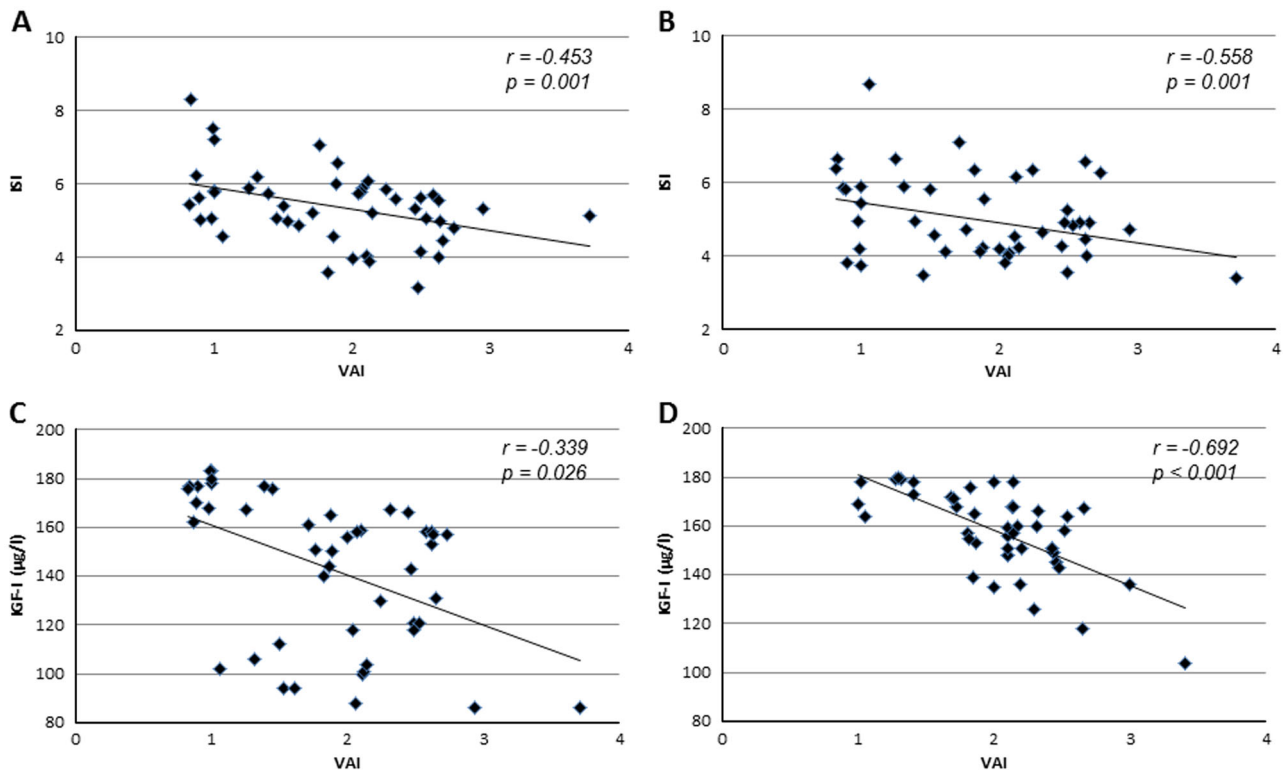 A
r = -0.453
p = 0.001
10
8
6
4
2
ISI
0 1 2 3 4
VAI
B
r = -0.558
p = 0.001
10
8
6
4
2
ISI
0 1 2 3 4
VAI
C
r = -0.339
p = 0.026
200
180
160
140
120
100
80
IGF-I (µg/l)
0 1 2 3 4
VAI
D
r = -0.692
p < 0.001
200
180
160
140
120
100
80
IGF-I (µg/l)
0 1 2 3 4
VAI